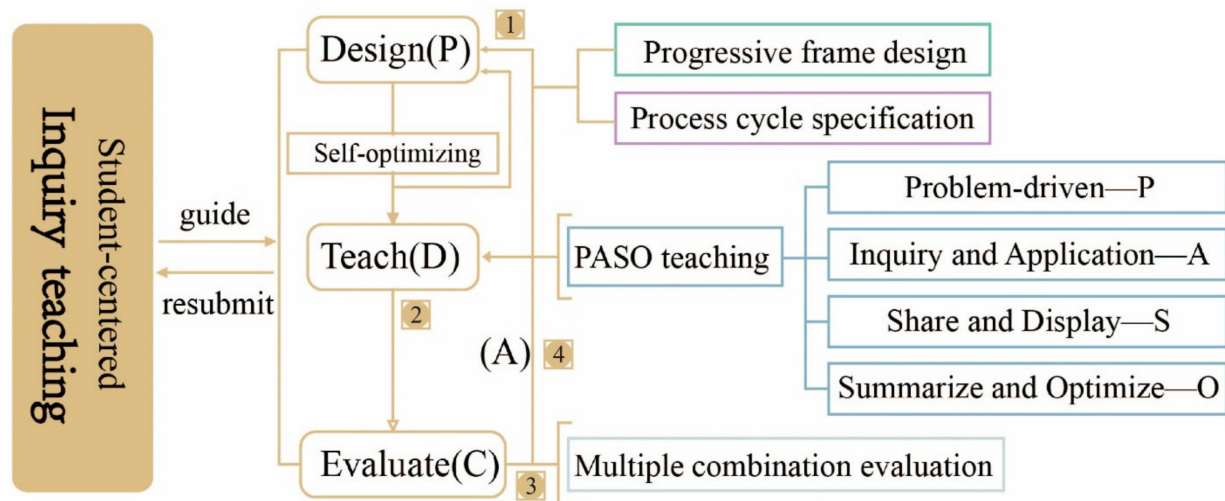 Student-centered
Inquiry teaching
guide
resubmit
1
Design(P)
Self-optimizing
Teach(D)
2
(A)
4
Evaluate(C)
3
Progressive frame design
Process cycle specification
PASO teaching
Problem-driven—P
Inquiry and Application—A
Share and Display—S
Summarize and Optimize—O
Multiple combination evaluation